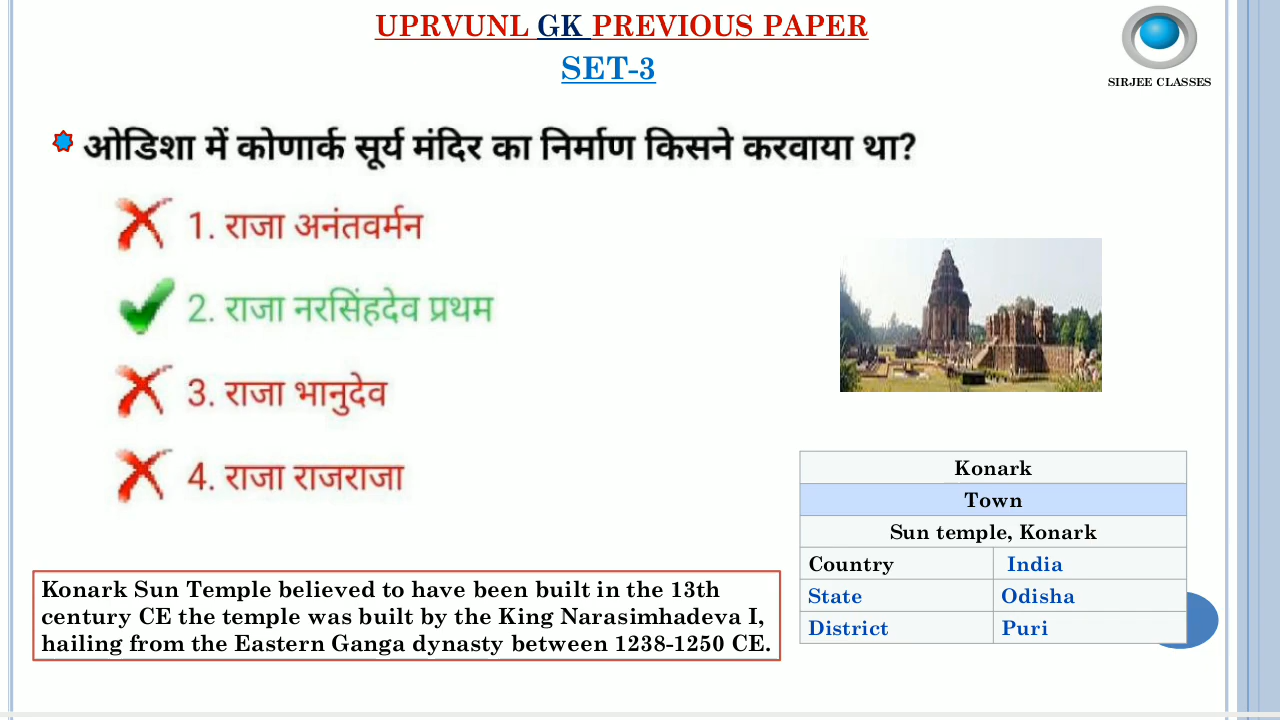 UPRVUNL GK PREVIOUS PAPER
SET-3
SIRJEE CLASSES
ओडिशा में कोणार्क सूर्य मंदिर का निर्माण किसने करवाया था?
1. राजा अनंतवर्मन
2. राजा नरसिंहदेव प्रथम
3. राजा भानुदेव
4. राजा राजराजा
Konark
Town
Sun temple, Konark
Country India
State Odisha
District Puri
Konark Sun Temple believed to have been built in the 13th
century CE the temple was built by the King Narasimhadeva I,
hailing from the Eastern Ganga dynasty between 1238-1250 CE.